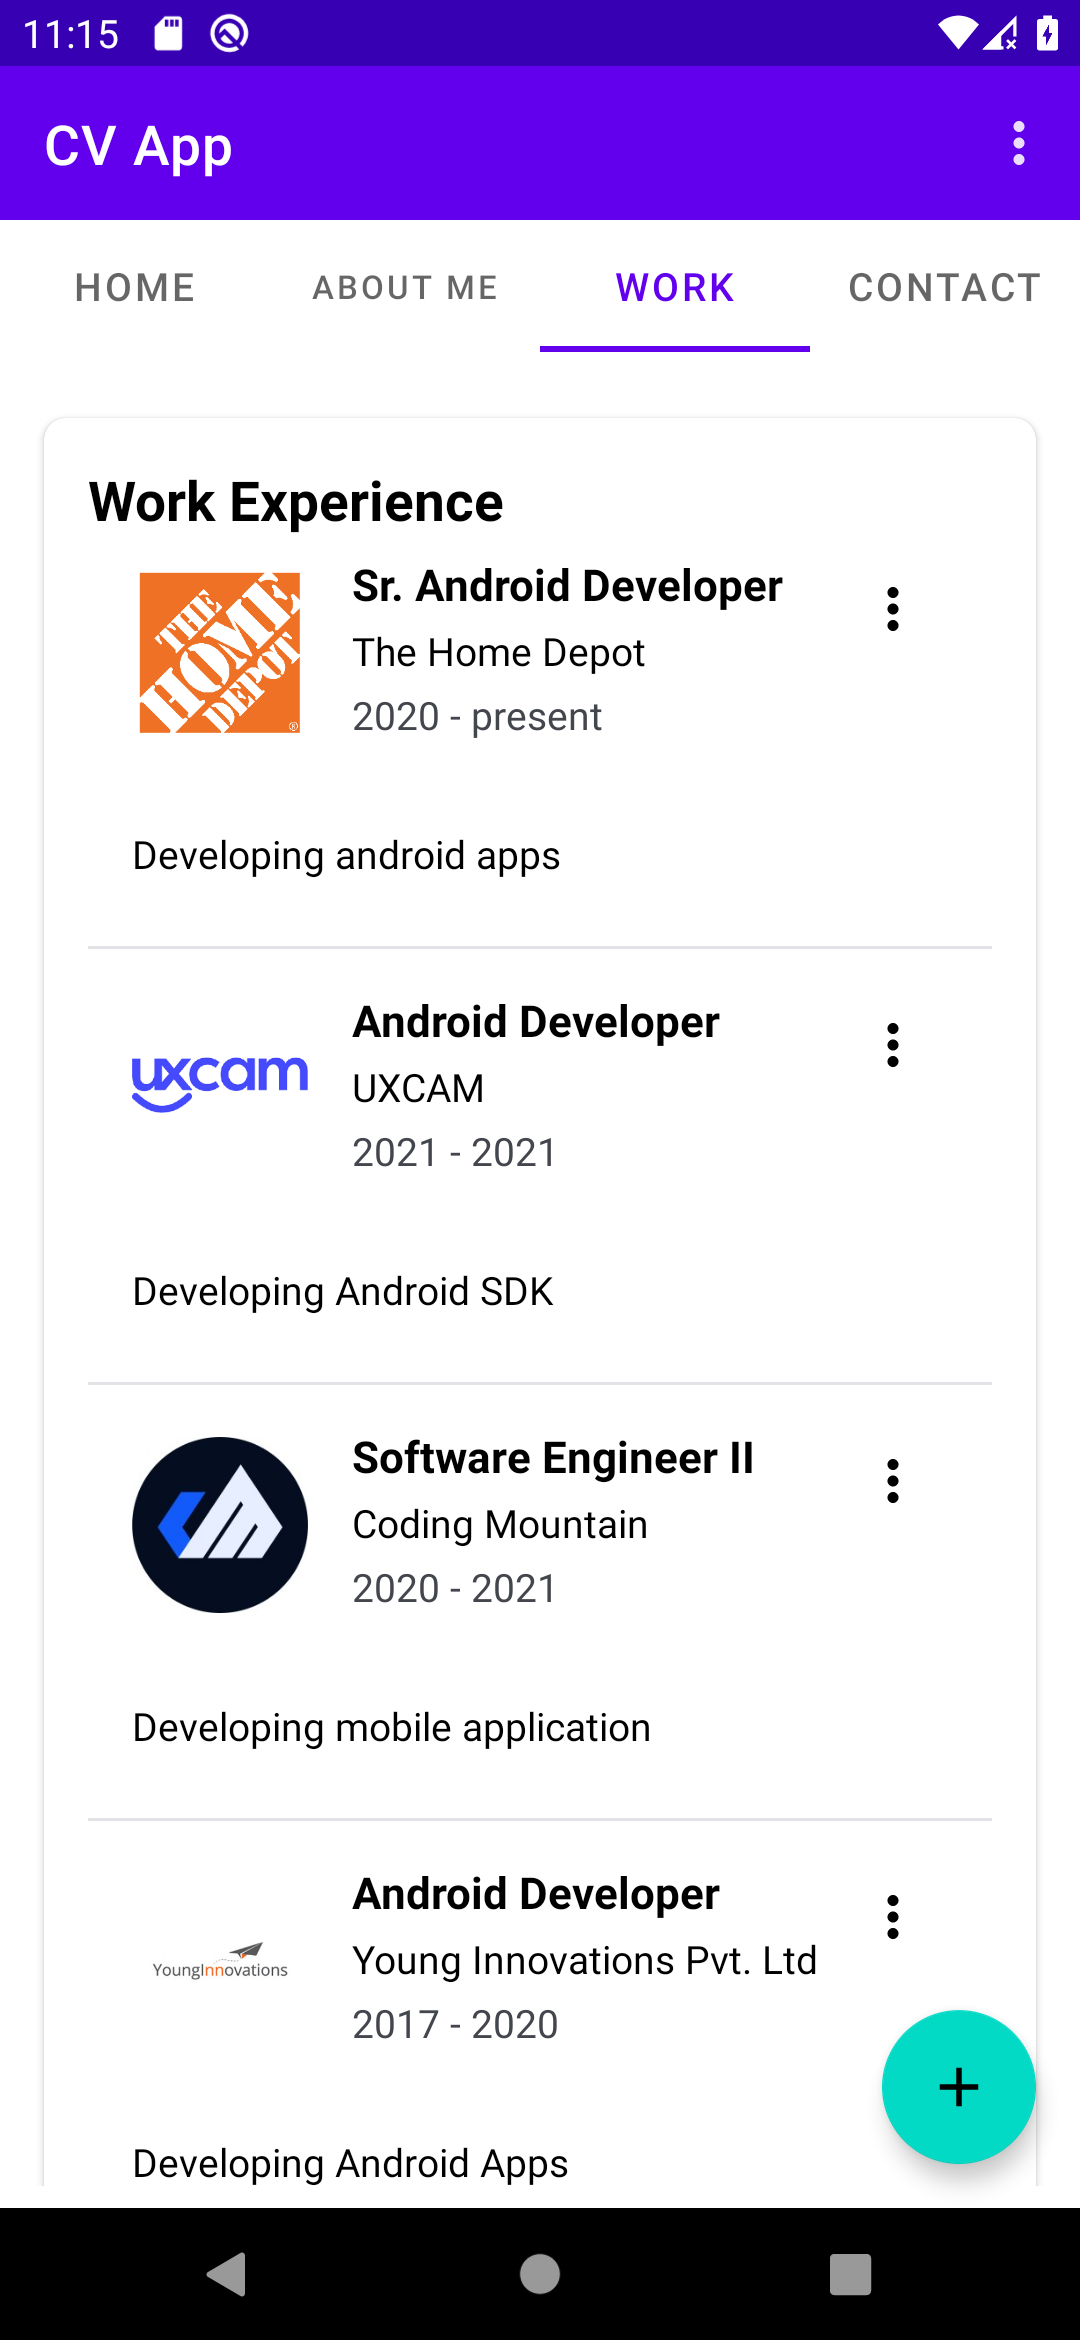 11:15
CV App
HOME
ABOUT ME
WORK
CONTACT
Work Experience
THE
HOME
DEPOT
®
Sr. Android Developer
The Home Depot
2020 - present
Developing android apps
uxcam
Android Developer
UXCAM
2021 - 2021
Developing Android SDK
Software Engineer II
Coding Mountain
2020 - 2021
Developing mobile application
YoungInnovations
Android Developer
Young Innovations Pvt. Ltd
2017 - 2020
Developing Android Apps